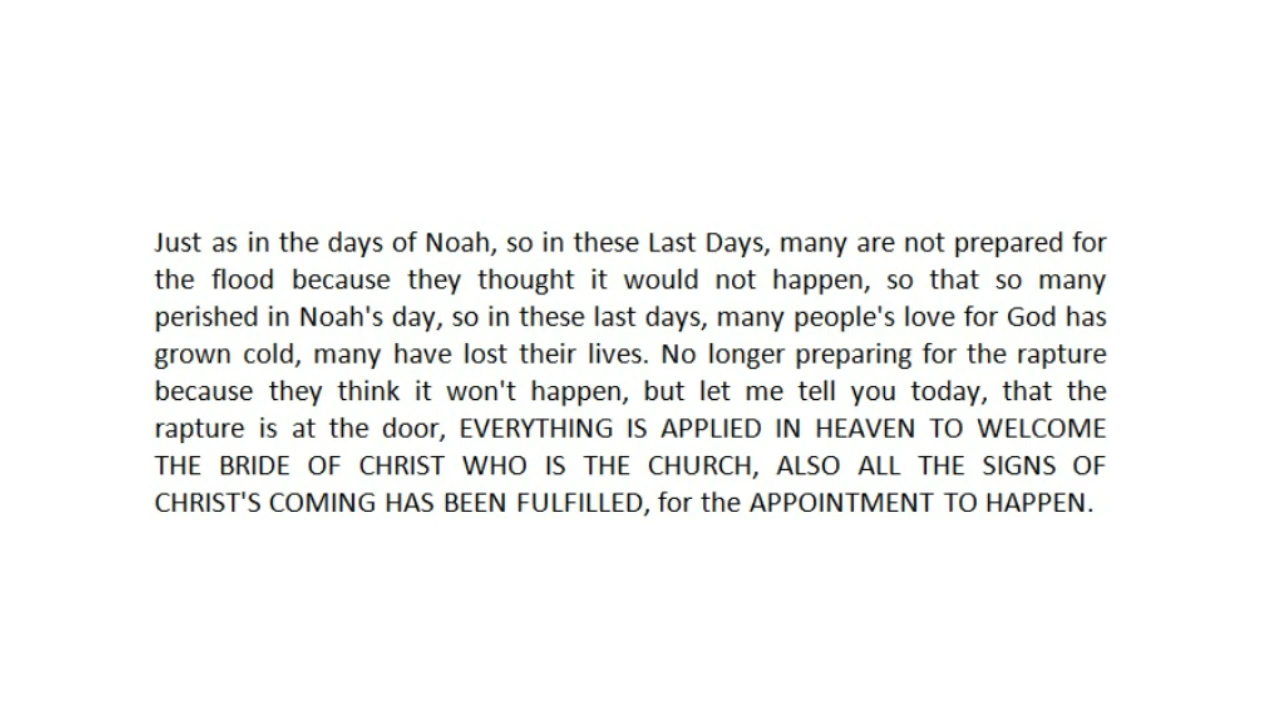 Just as in the days of Noah, so in these Last Days, many are not prepared for
the flood because they thought it would not happen, so that so many
perished in Noah's day, so in these last days, many people's love for God has
grown cold, many have lost their lives. No longer preparing for the rapture
because they think it won't happen, but let me tell you today, that the
rapture is at the door, EVERYTHING IS APPLIED IN HEAVEN TO WELCOME
THE BRIDE OF CHRIST WHO IS THE CHURCH, ALSO ALL THE SIGNS OF
CHRIST'S COMING HAS BEEN FULFILLED, for the APPOINTMENT TO HAPPEN.